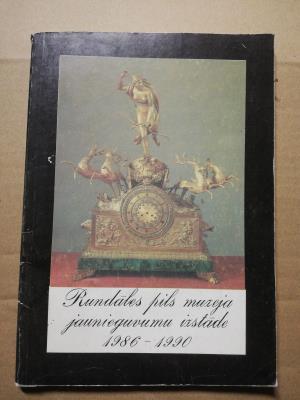 Rundāles pils muzeja
jaunieguvumu izstāde
1986-1990